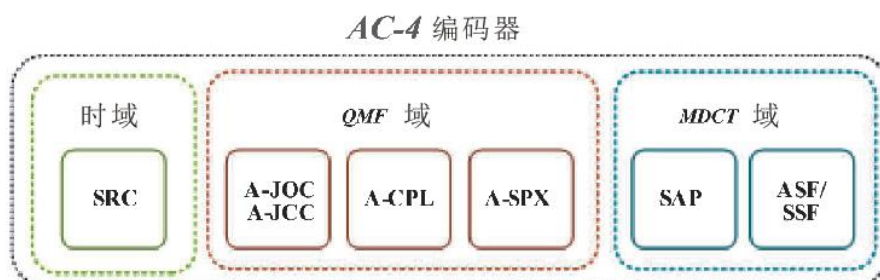 AC-4 编码器
时域 QMF 域 MDCT 域
SRC A-JOC A-JCC A-CPL A-SPX SAP ASF/ SSF